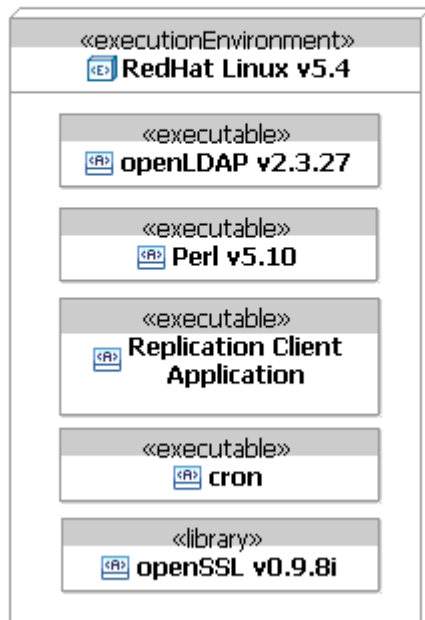 «executionEnvironment»
<E> RedHat Linux v5.4
«executable»
<A> openLDAP v2.3.27
«executable»
<A> Perl v5.10
«executable»
<A> Replication Client
Application
«executable»
<A> cron
«library»
<A> openSSL v0.9.8i